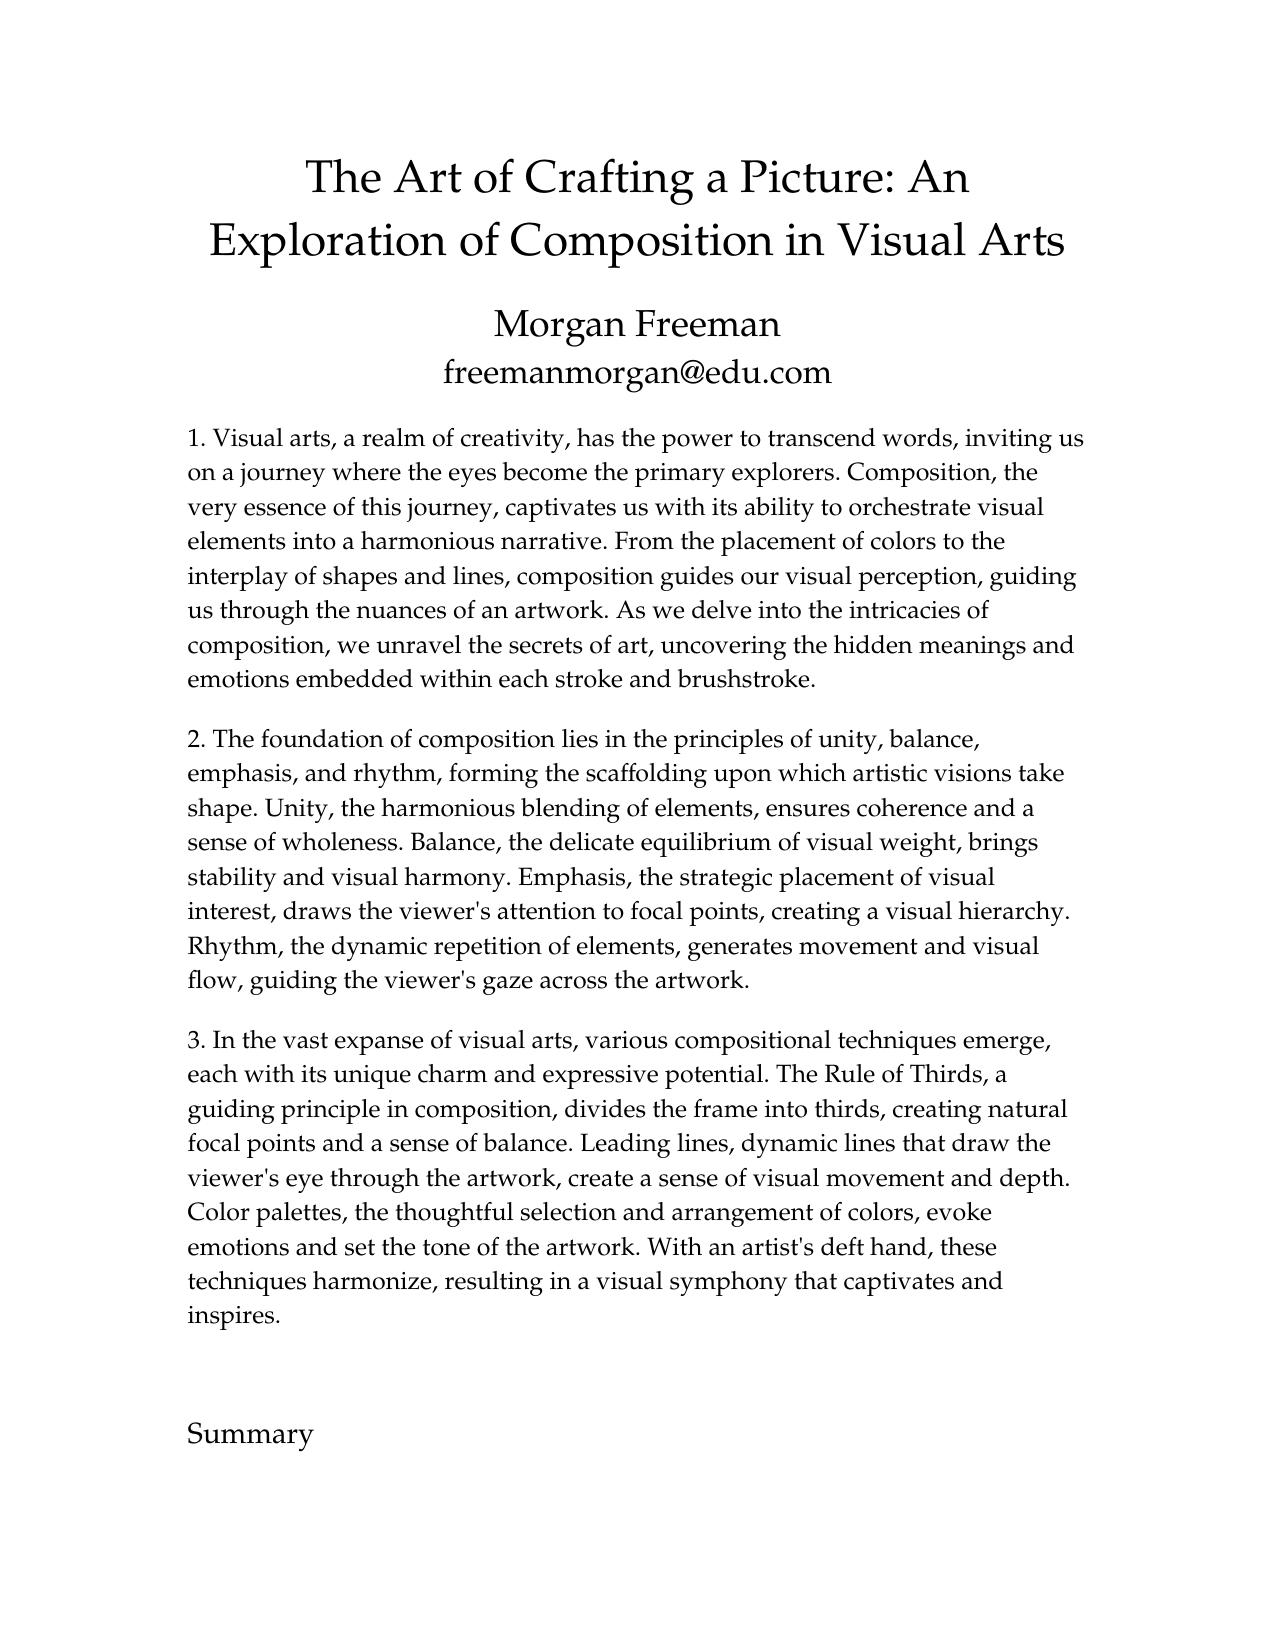 The Art of Crafting a Picture: An
Exploration of Composition in Visual Arts
Morgan Freeman
freemanmorgan@edu.com
1. Visual arts, a realm of creativity, has the power to transcend words, inviting us
on a journey where the eyes become the primary explorers. Composition, the
very essence of this journey, captivates us with its ability to orchestrate visual
elements into a harmonious narrative. From the placement of colors to the
interplay of shapes and lines, composition guides our visual perception, guiding
us through the nuances of an artwork. As we delve into the intricacies of
composition, we unravel the secrets of art, uncovering the hidden meanings and
emotions embedded within each stroke and brushstroke.
2. The foundation of composition lies in the principles of unity, balance,
emphasis, and rhythm, forming the scaffolding upon which artistic visions take
shape. Unity, the harmonious blending of elements, ensures coherence and a
sense of wholeness. Balance, the delicate equilibrium of visual weight, brings
stability and visual harmony. Emphasis, the strategic placement of visual
interest, draws the viewer's attention to focal points, creating a visual hierarchy.
Rhythm, the dynamic repetition of elements, generates movement and visual
flow, guiding the viewer's gaze across the artwork.
3. In the vast expanse of visual arts, various compositional techniques emerge,
each with its unique charm and expressive potential. The Rule of Thirds, a
guiding principle in composition, divides the frame into thirds, creating natural
focal points and a sense of balance. Leading lines, dynamic lines that draw the
viewer's eye through the artwork, create a sense of visual movement and depth.
Color palettes, the thoughtful selection and arrangement of colors, evoke
emotions and set the tone of the artwork. With an artist's deft hand, these
techniques harmonize, resulting in a visual symphony that captivates and
inspires.
Summary